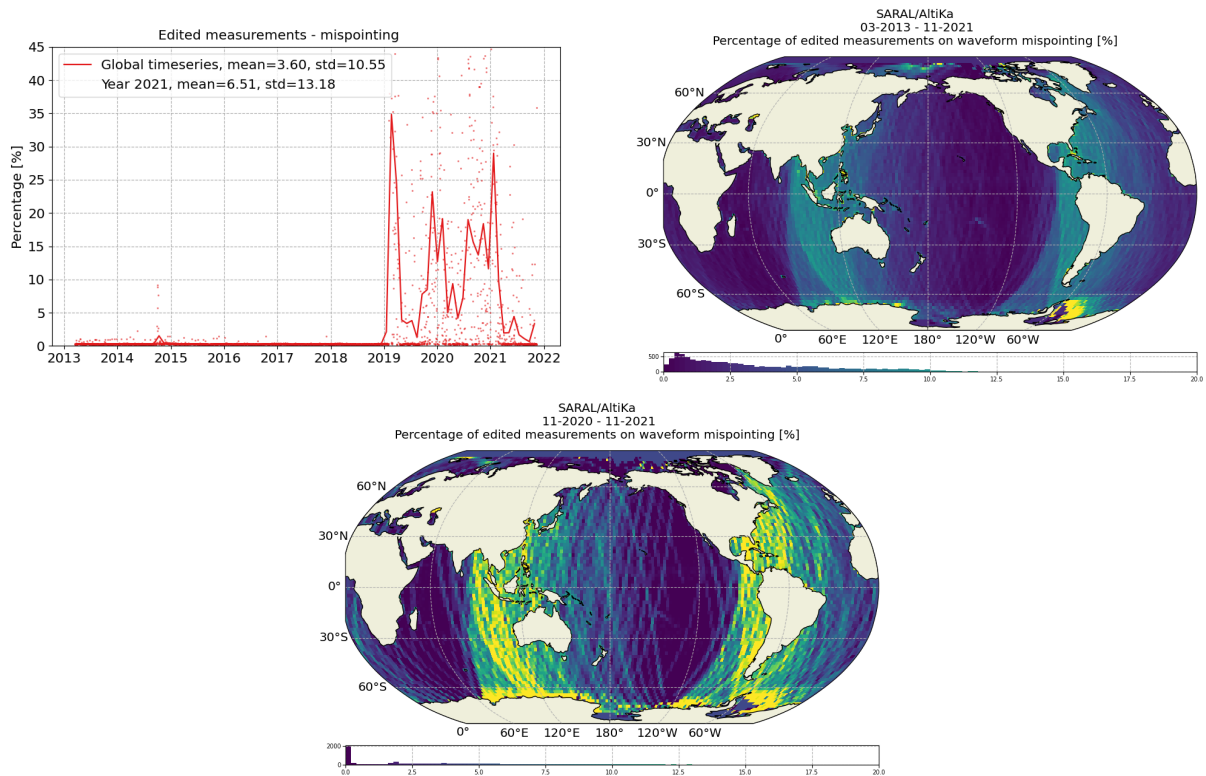 Edited measurements - mispointing
Global timeseries, mean=3.60, std=10.55
Year 2021, mean=6.51, std=13.18
Percentage [%]
45
40
35
30
25
20
15
10
5
0
2013 2014 2015 2016 2017 2018 2019 2020 2021 2022
SARAL/AltiKa
03-2013 - 11-2021
Percentage of edited measurements on waveform mispointing [%]
60°N
30°N
0°
30°S
60°S
0° 60°E 120°E 180° 120°W 60°W
500
0
0.0 2.5 5.0 7.5 10.0 12.5 15.0 17.5 20.0
SARAL/AltiKa
11-2020 - 11-2021
Percentage of edited measurements on waveform mispointing [%]
60°N
30°N
0°
30°S
60°S
0° 60°E 120°E 180° 120°W 60°W
2000
0
0.0 2.5 5.0 7.5 10.0 12.5 15.0 17.5 20.0